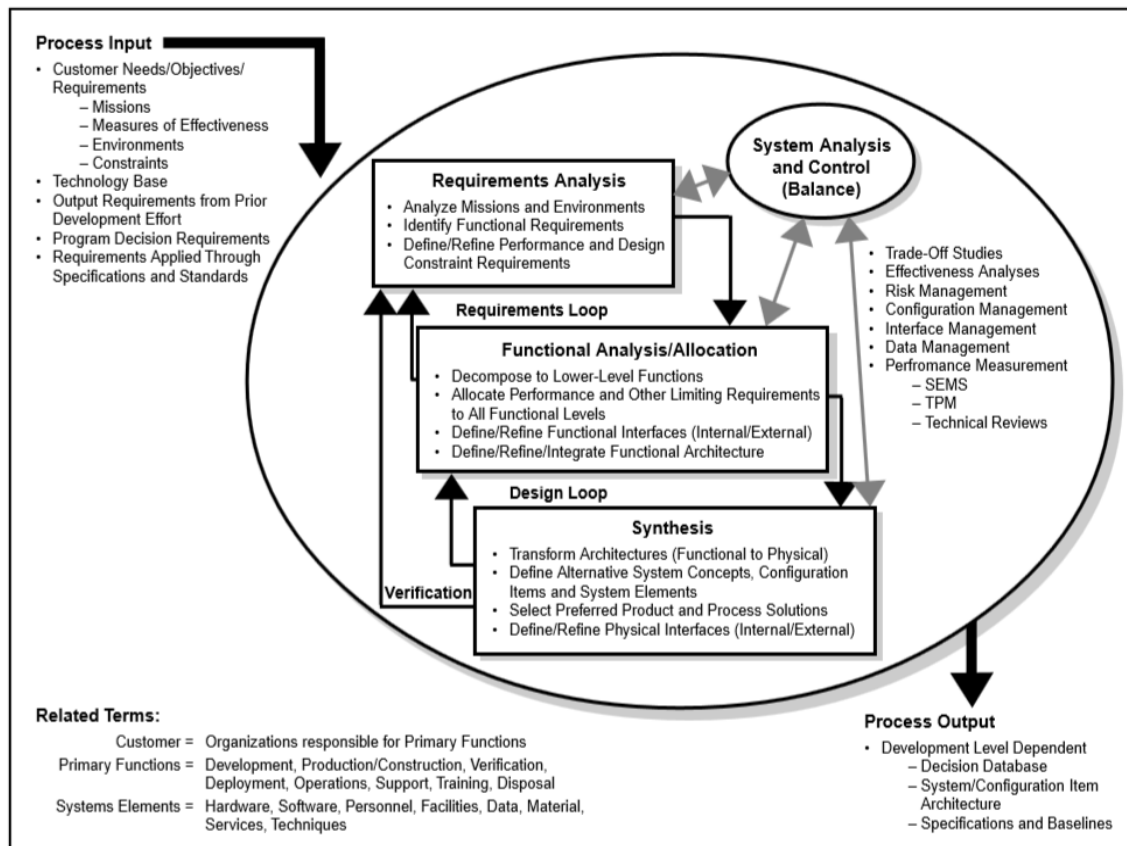 Process Input
• Customer Needs/Objectives/
Requirements
– Missions
– Measures of Effectiveness
– Environments
– Constraints
• Technology Base
• Output Requirements from Prior
Development Effort
• Program Decision Requirements
• Requirements Applied Through
Specifications and Standards
System Analysis
and Control
(Balance)
Requirements Analysis
• Analyze Missions and Environments
• Identify Functional Requirements
• Define/Refine Performance and Design
Constraint Requirements
• Trade-Off Studies
• Effectiveness Analyses
• Risk Management
• Configuration Management
• Interface Management
• Data Management
• Perfromance Measurement
– SEMS
– TPM
– Technical Reviews
Requirements Loop
Functional Analysis/Allocation
• Decompose to Lower-Level Functions
• Allocate Performance and Other Limiting Requirements
to All Functional Levels
• Define/Refine Functional Interfaces (Internal/External)
• Define/Refine/Integrate Functional Architecture
Design Loop
Synthesis
• Transform Architectures (Functional to Physical)
• Define Alternative System Concepts, Configuration
Items and System Elements
• Select Preferred Product and Process Solutions
• Define/Refine Physical Interfaces (Internal/External)
Verification
Related Terms:
Customer = Organizations responsible for Primary Functions
Primary Functions = Development, Production/Construction, Verification,
Deployment, Operations, Support, Training, Disposal
Systems Elements = Hardware, Software, Personnel, Facilities, Data, Material,
Services, Techniques
Process Output
• Development Level Dependent
– Decision Database
– System/Configuration Item
Architecture
– Specifications and Baselines